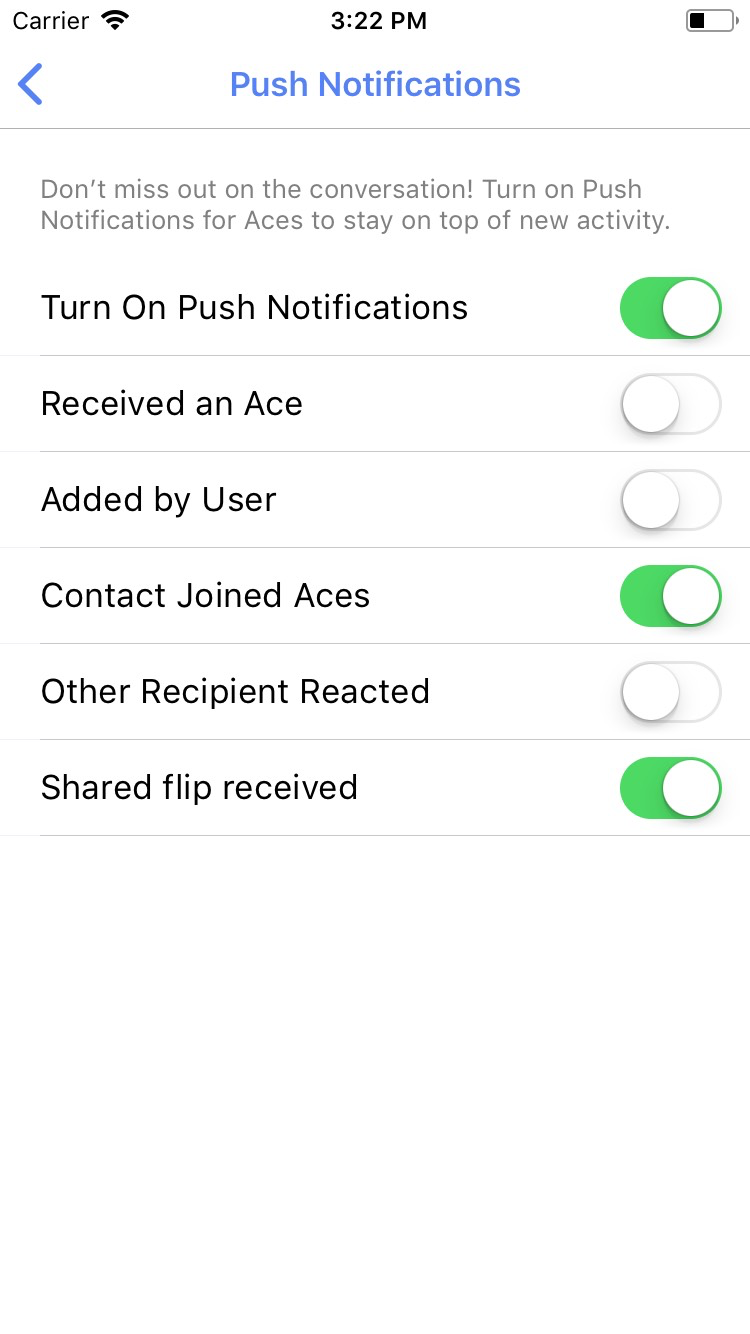 Carrier 3:22 PM
Push Notifications
Don’t miss out on the conversation! Turn on Push
Notifications for Aces to stay on top of new activity.
Turn On Push Notifications
Received an Ace
Added by User
Contact Joined Aces
Other Recipient Reacted
Shared flip received